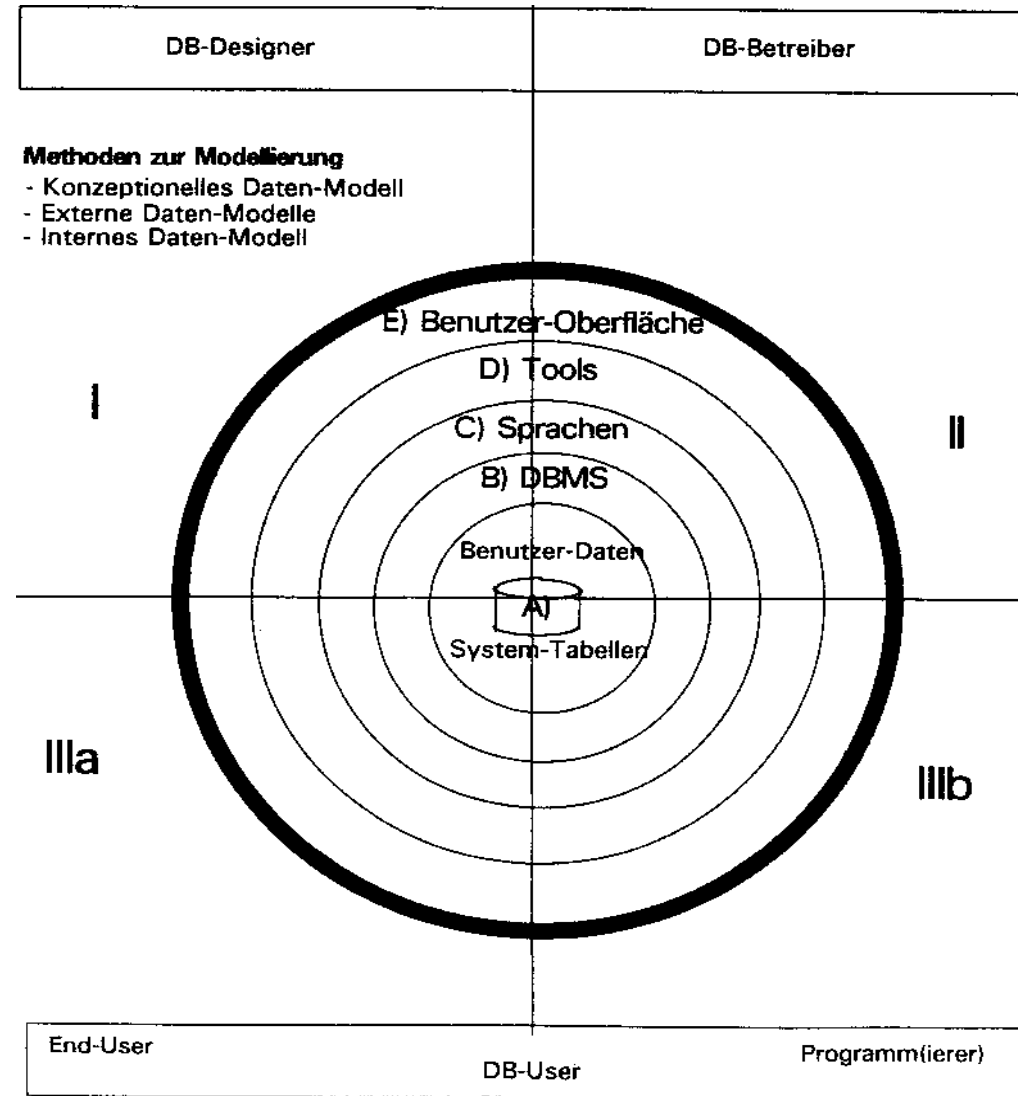 DB-Designer
DB-Betreiber
Methoden zur Modellierung
- Konzeptionelles Daten-Modell
- Externe Daten-Modelle
- Internes Daten-Modell
E) Benutzer-Oberfläche
D) Tools
I
C) Sprachen
II
B) DBMS
Benutzer-Daten
A)
System-Tabellen
IIIa
IIIb
End-User
DB-User
Programm(ierer)